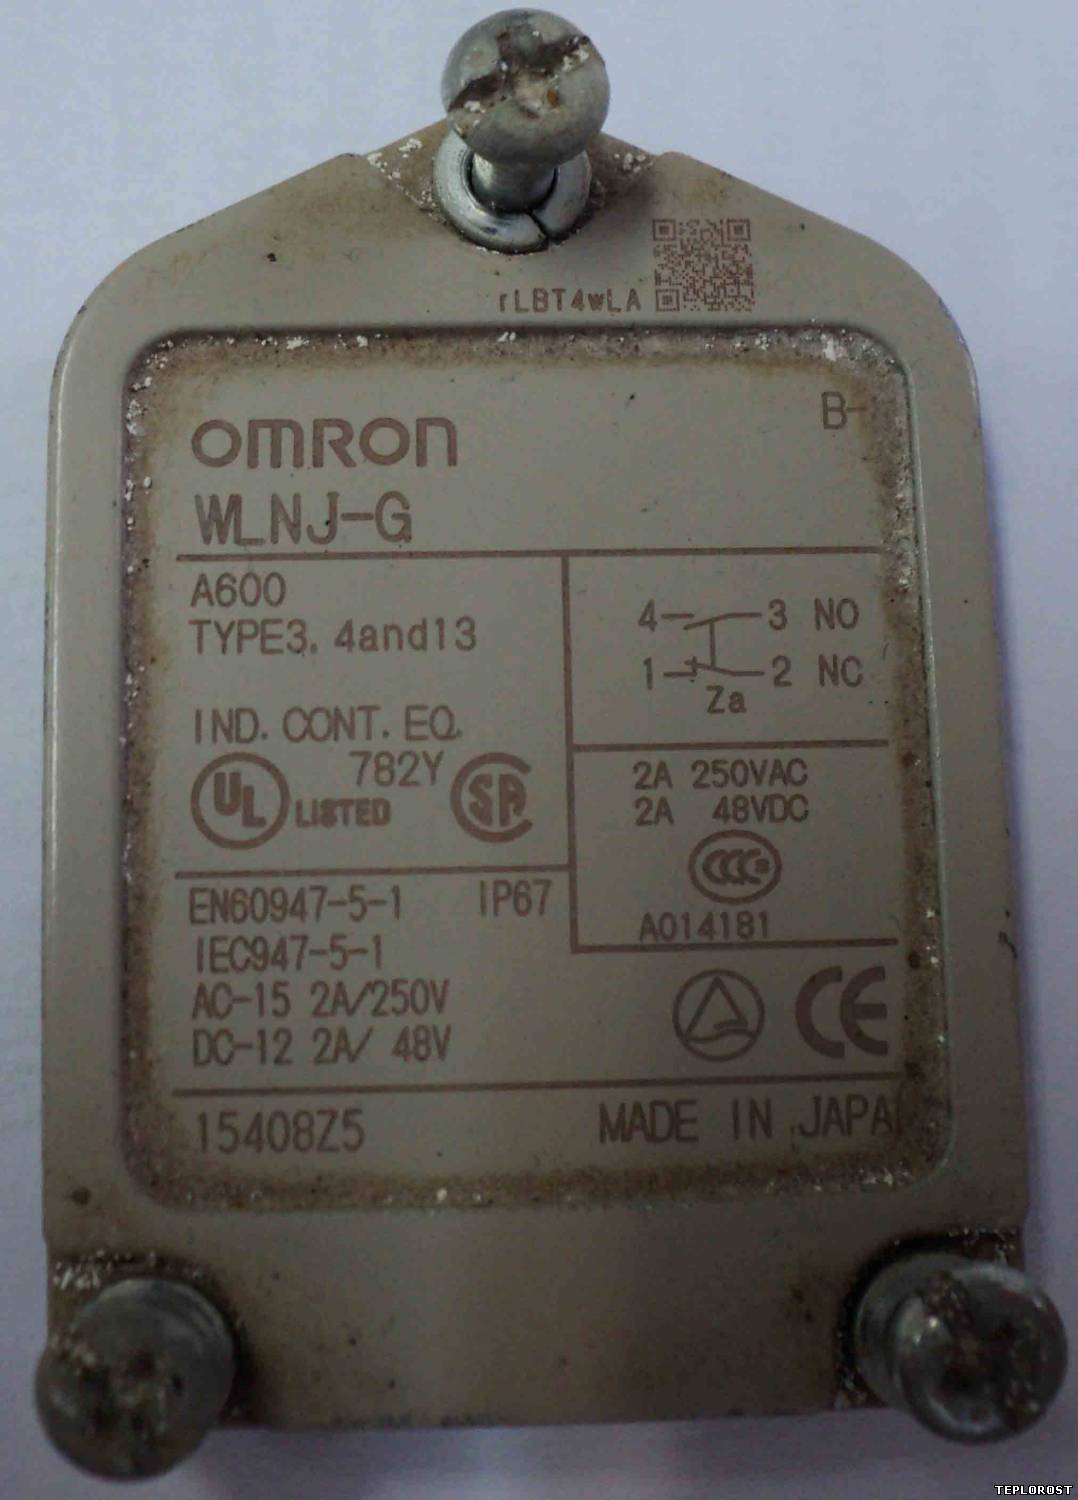 rLBT4wLA
B-
OMRON
WLNJ-G
A600
TYPE3. 4and13
IND. CONT. EQ.
782Y
UL LISTED
SA
4 3 NO
1 2 NC
Za
2A 250VAC
2A 48VDC
CCC
A014181
EN60947-5-1 IP67
IEC947-5-1
AC-15 2A/250V
DC-12 2A/ 48V
CE
15408Z5 MADE IN JAPA
TEPLOROST